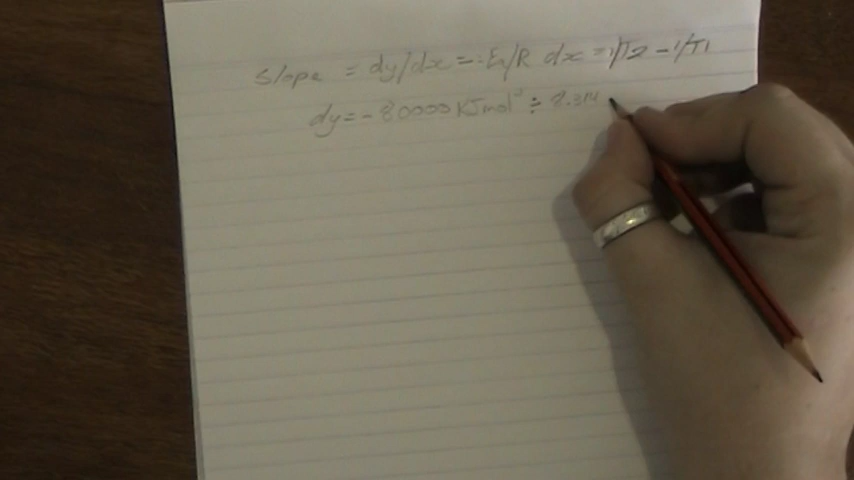 Slope = dy/dx = -Ea/R dx = 1/T2 - 1/T1
dy = - 80000 KJmol⁻¹ ÷ 8.314